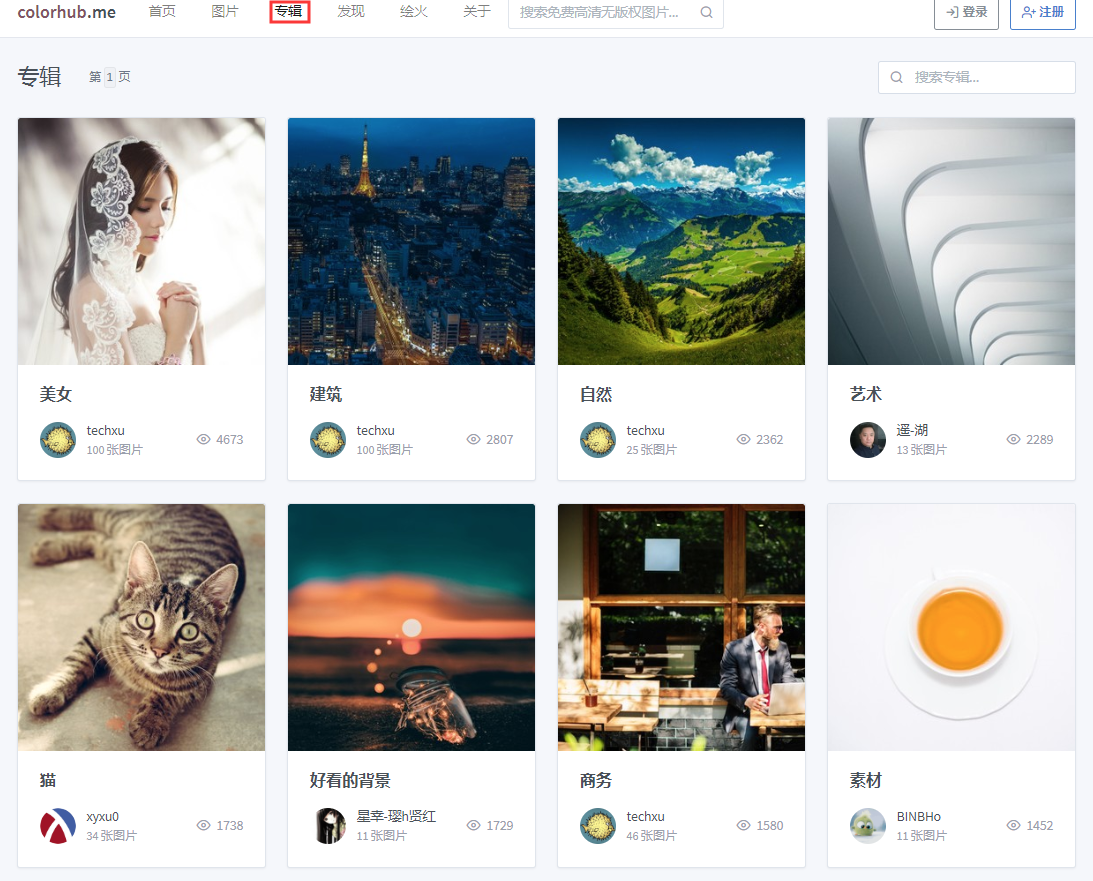 colorhub.me 首页 图片 专辑 发现 绘火 关于 搜索免费高清无版权图片... 登录 注册
专辑 第 1 页 搜索专辑...
美女 建筑 自然 艺术
techxu techxu techxu 遥-湖
100 张图片 4673 100 张图片 2807 25 张图片 2362 13 张图片 2289
猫 好看的背景 商务 素材
xyxu0 星幸-璎h贤红 techxu BINBHo
34 张图片 1738 11 张图片 1729 46 张图片 1580 11 张图片 1452